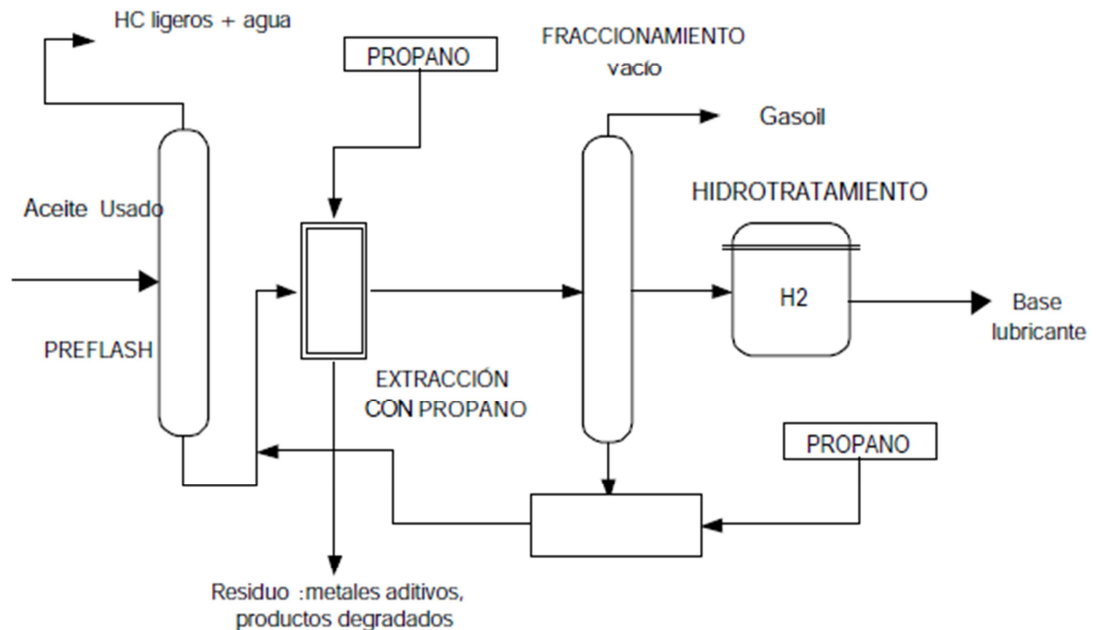 HC ligeros + agua
PROPANO
FRACCIONAMIENTO
vacío
Gasoil
Aceite Usado
HIDROTRATAMIENTO
H2
Base
lubricante
PREFLASH
EXTRACCIÓN
CON PROPANO
PROPANO
Residuo :metales aditivos,
productos degradados